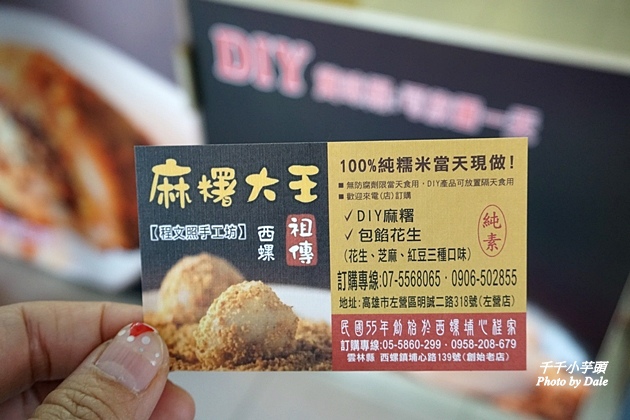 DIY
麻糬大王
【程文照手工坊】
西螺
祖傳
100%純糯米當天現做!
■ 無防腐劑限當天食用,DIY產品可放置隔天食用
■ 歡迎來電(店)訂購
✓ DIY麻糬
✓ 包餡花生
(花生、芝麻、紅豆三種口味)
純素
訂購專線:07-5568065·0906-502855
地址:高雄市左營區明誠二路318號(左營店)
民國55年創始於西螺埔心程家
訂購專線:05-5860-299·0958-208-679
雲林縣 西螺鎮埔心路139號(創始老店)
千千小芋頭
Photo by Dale